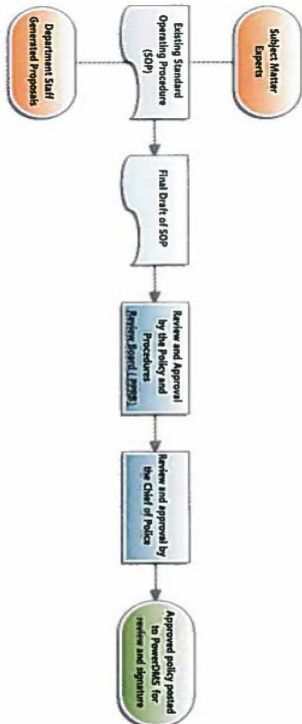 Subject Matter
Experts
Existing Standard
Operating Procedure
(SOP)
Department Staff
Generated Proposals
Final Draft of SOP
Review and Approval
by the Policy and
Procedures
Review Board (PPRB)
Review and approval by
the Chief of Police
Approved policy posted
to PowerDMS for
review and signature